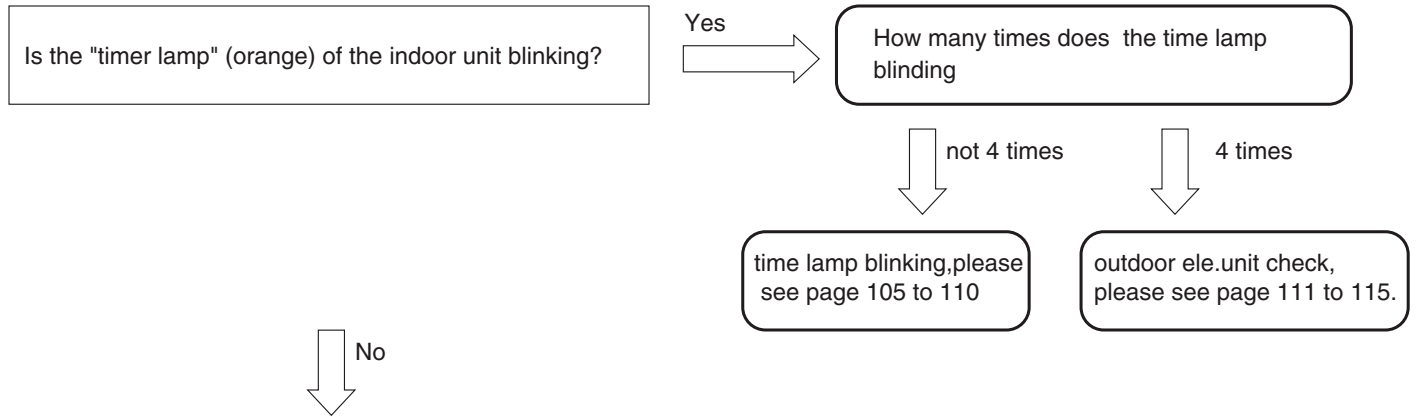 Is the "timer lamp" (orange) of the indoor unit blinking?
Yes
How many times does the time lamp
blinding
not 4 times
4 times
time lamp blinking,please
see page 105 to 110
outdoor ele.unit check,
please see page 111 to 115.
No